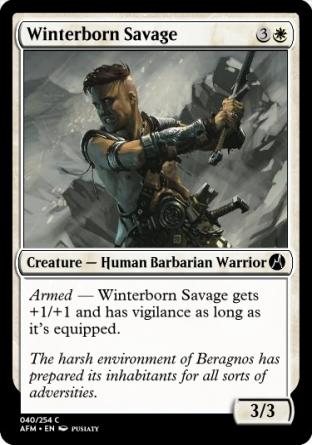 Winterborn Savage 3
Creature — Human Barbarian Warrior
Armed — Winterborn Savage gets
+1/+1 and has vigilance as long as
it's equipped.
The harsh environment of Beragnos has
prepared its inhabitants for all sorts of
adversities.
3/3
040/254 C
AFM • EN PUSIATY